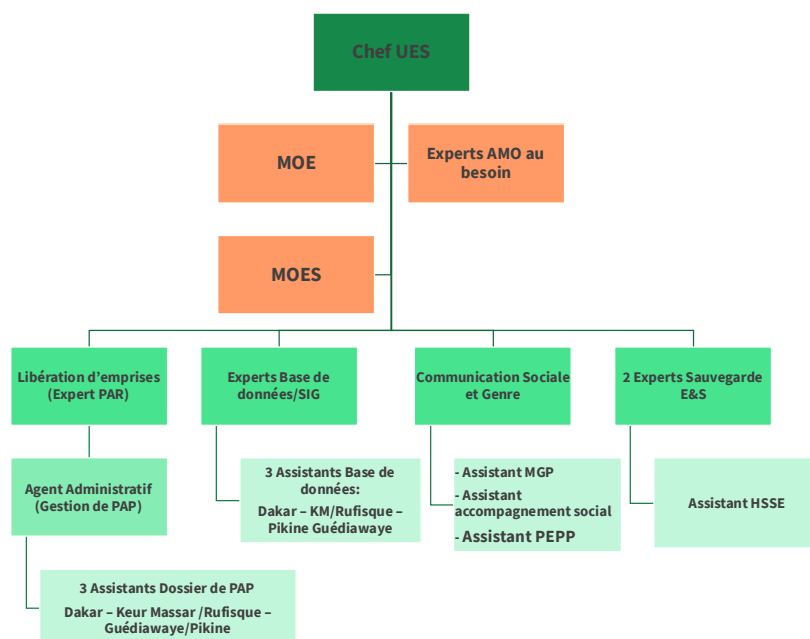 Chef UES
MOE
Experts AMO au
besoin
MOES
Libération d’emprises
(Expert PAR)
Experts Base de
données/SIG
Communication Sociale
et Genre
2 Experts Sauvegarde
E&S
Agent Administratif
(Gestion de PAP)
3 Assistants Base de
données:
Dakar – KM/Rufisque –
Pikine Guédiawaye
- Assistant MGP
- Assistant
accompagnement social
- Assistant PEPP
Assistant HSSE
3 Assistants Dossier de PAP
Dakar – Keur Massar /Rufisque –
Guédiawaye/Pikine